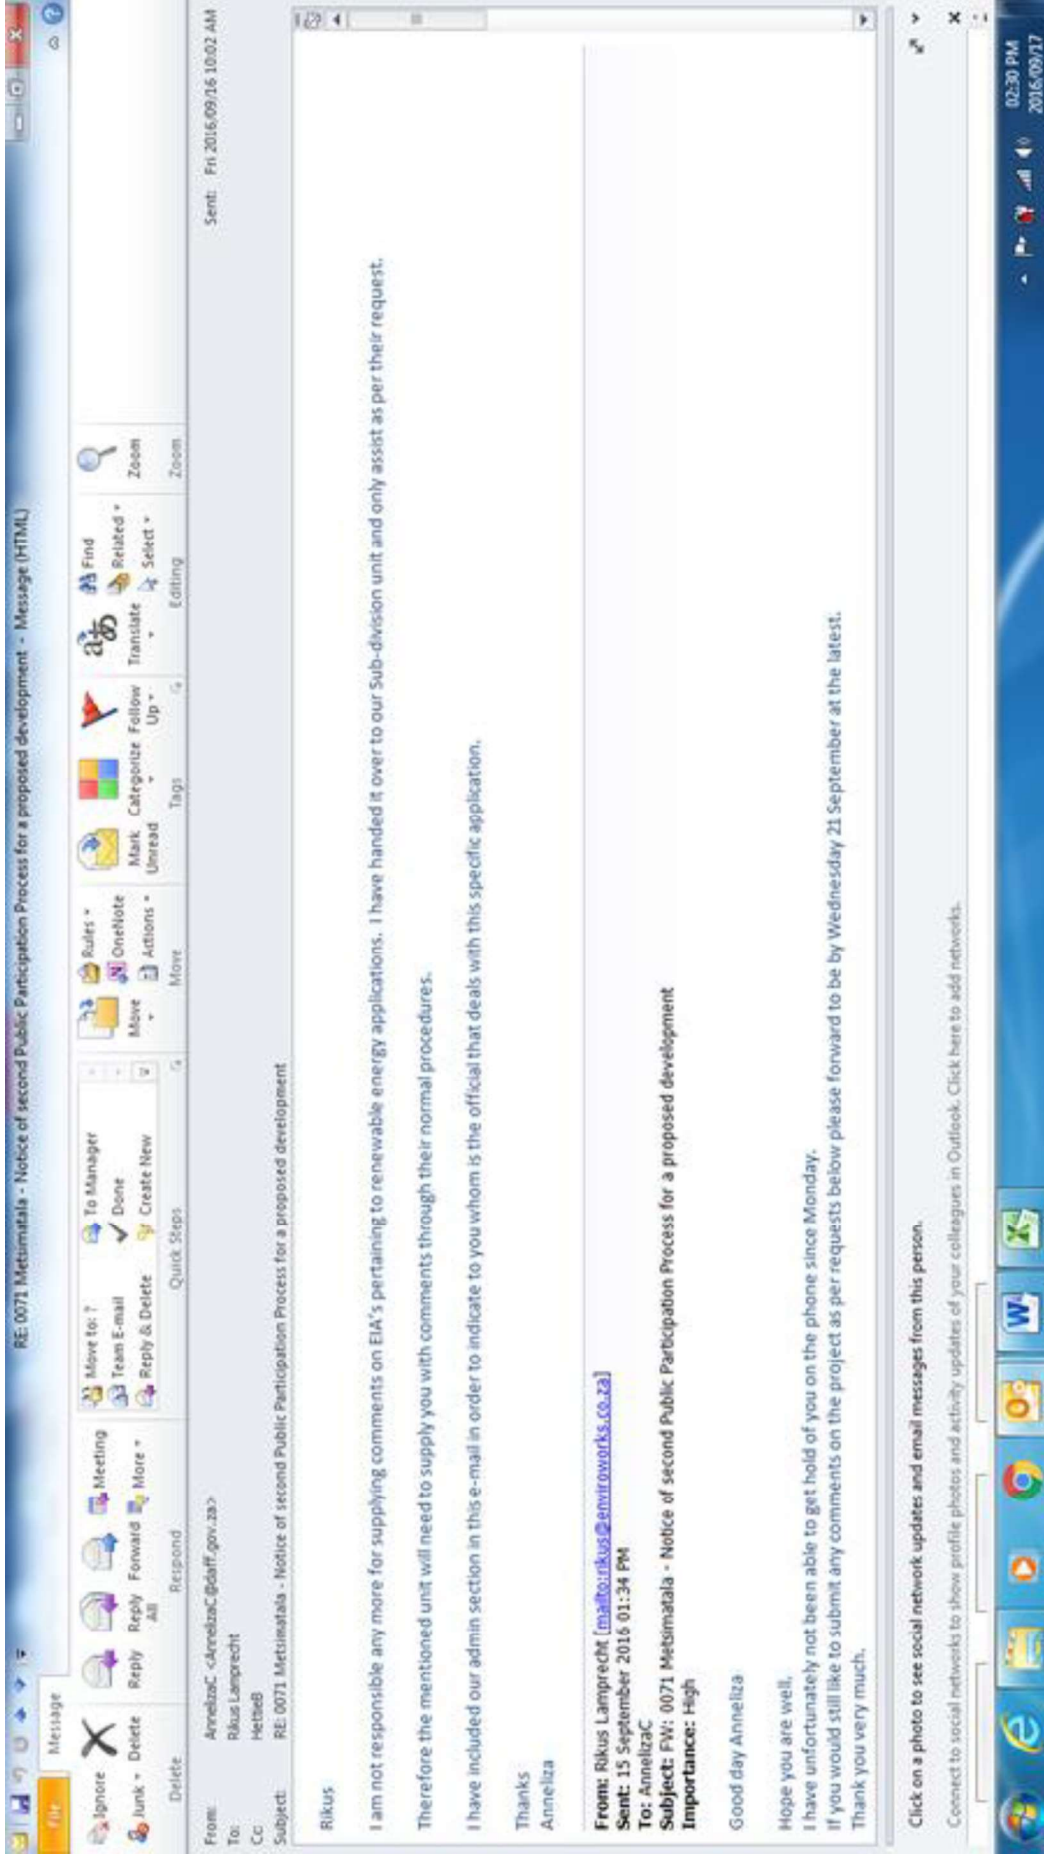 RE: 0071 Metsimatala - Notice of second Public Participation Process for a proposed development - Message (HTML)
File
Message
Ignore
Junk
Delete
Delete
Reply
Reply All
Forward
Meeting
More
Respond
Move to: ?
Team E-mail
Reply & Delete
To Manager
Done
Create New
Quick Steps
Move
Rules
OneNote
Actions
Move
Mark Unread
Categorize
Follow Up
Tags
Translate
Find
Related
Select
Editing
Zoom
Zoom
From: AnnelizaC <AnnelizaC@daff.gov.za>
Sent: Fri 2016/09/16 10:02 AM
To: Rikus Lamprecht
Cc: HettieB
Subject: RE: 0071 Metsimatala - Notice of second Public Participation Process for a proposed development
Rikus
I am not responsible any more for supplying comments on EIA's pertaining to renewable energy applications. I have handed it over to our Sub-division unit and only assist as per their request.
Therefore the mentioned unit will need to supply you with comments through their normal procedures.
I have included our admin section in this e-mail in order to indicate to you whom is the official that deals with this specific application.
Thanks
Anneliza
From: Rikus Lamprecht [mailto:rikus@enviroworks.co.za]
Sent: 15 September 2016 01:34 PM
To: AnnelizaC
Subject: FW: 0071 Metsimatala - Notice of second Public Participation Process for a proposed development
Importance: High
Good day Anneliza
Hope you are well.
I have unfortunately not been able to get hold of you on the phone since Monday.
If you would still like to submit any comments on the project as per requests below please forward to be by Wednesday 21 September at the latest.
Thank you very much.
Click on a photo to see social network updates and email messages from this person.
Connect to social networks to show profile photos and activity updates of your colleagues in Outlook. Click here to add networks.
02:30 PM
2016/09/17